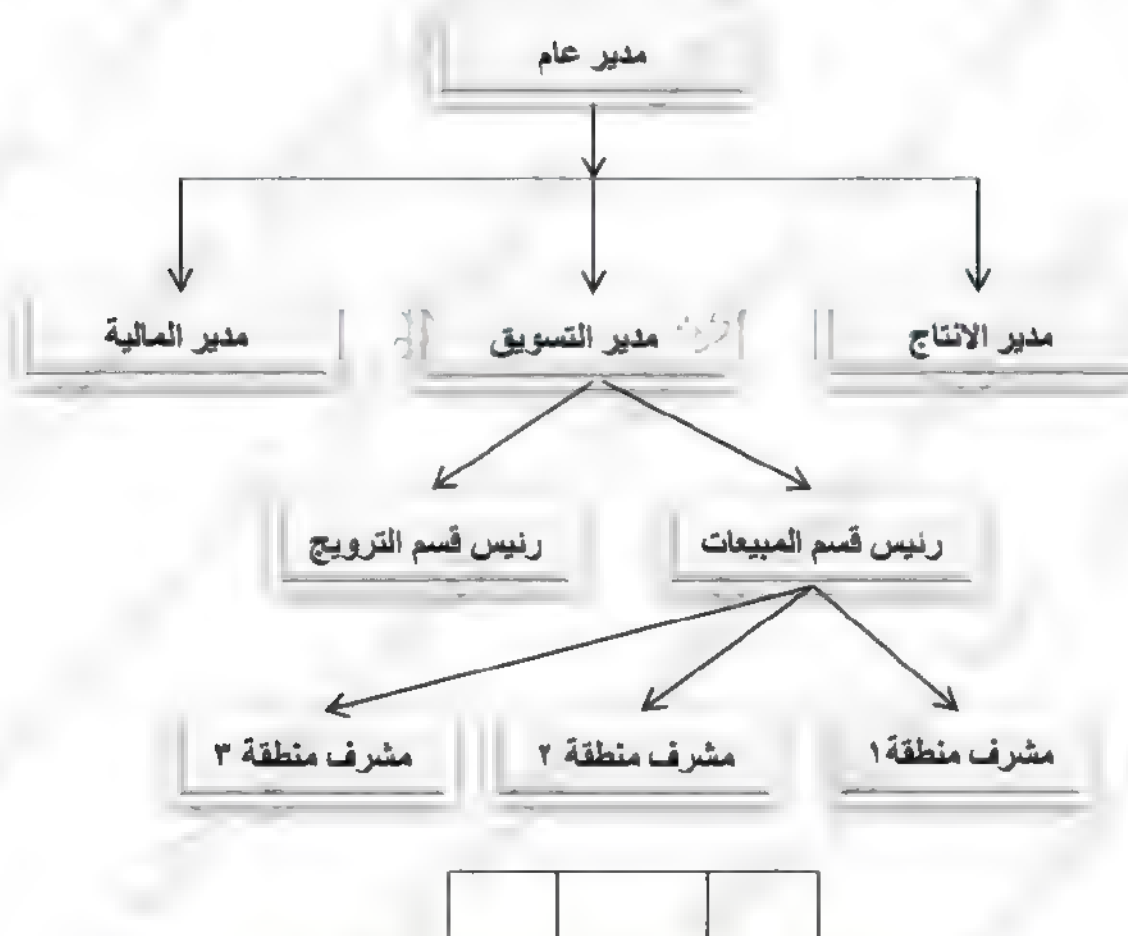 مدير عام
مدير الانتاج
مدير التسويق
مدير المالية
رئيس قسم المبيعات
رئيس قسم الترويج
مشرف منطقة ١
مشرف منطقة ٢
مشرف منطقة ٣